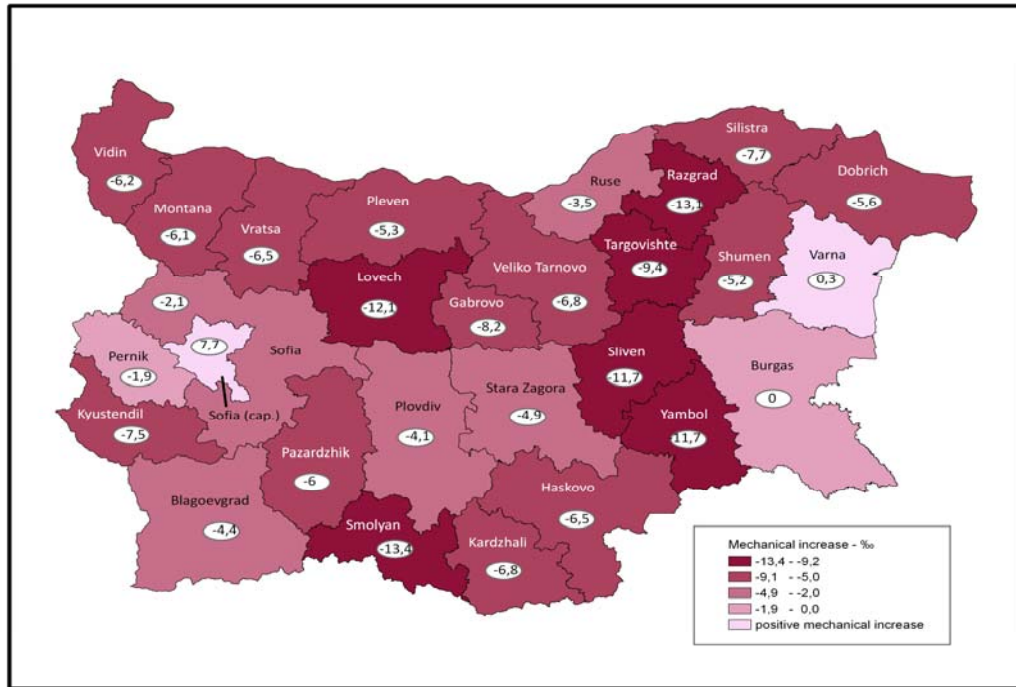 Silistra
-7,7
Vidin
-6,2
Ruse
-3,5
Razgrad
-13,1
Dobrich
-5,6
Montana
-6,1
Vratsa
-6,5
Pleven
-5,3
Targovishte
-9,4
Shumen
-5,2
Varna
0,3
Lovech
-12,1
Veliko Tarnovo
-6,8
Gabrovo
-8,2
-2,1
7,7
Sofia
Pernik
-1,9
Sliven
-11,7
Burgas
0
Stara Zagora
-4,9
Plovdiv
-4,1
Kyustendil
-7,5
Sofia (cap.)
Yambol
11,7
Pazardzhik
-6
Haskovo
-6,5
Blagoevgrad
-4,4
Smolyan
-13,4
Kardzhali
-6,8
Mechanical increase - ‰
-13,4 - -9,2
-9,1 - -5,0
-4,9 - -2,0
-1,9 - 0,0
positive mechanical increase